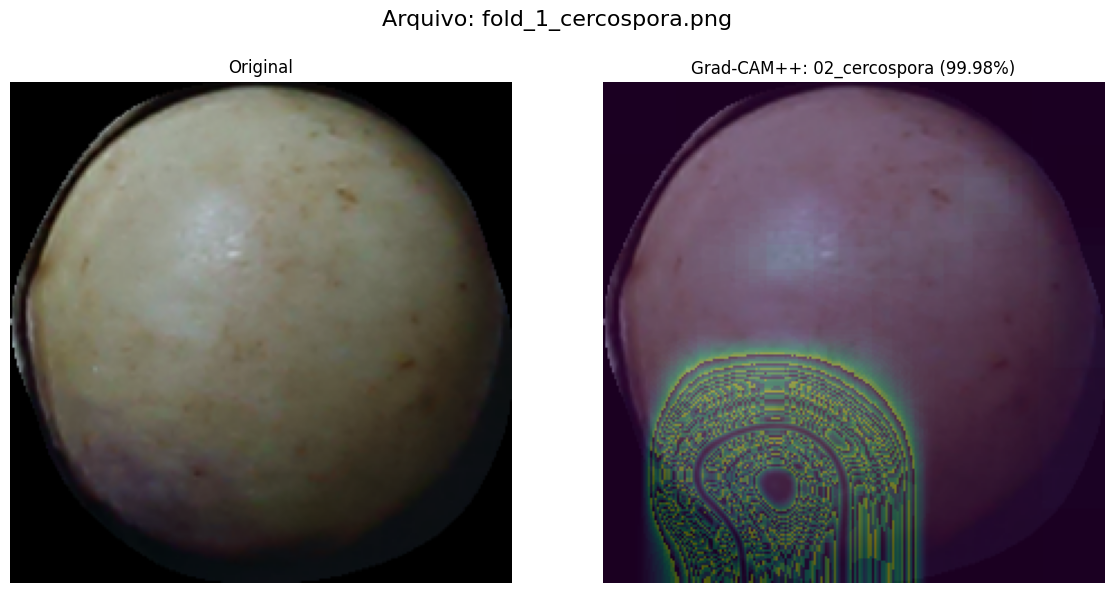 Arquivo: fold_1_cercospora.png
Original
Grad-CAM++: 02_cercospora (99.98%)